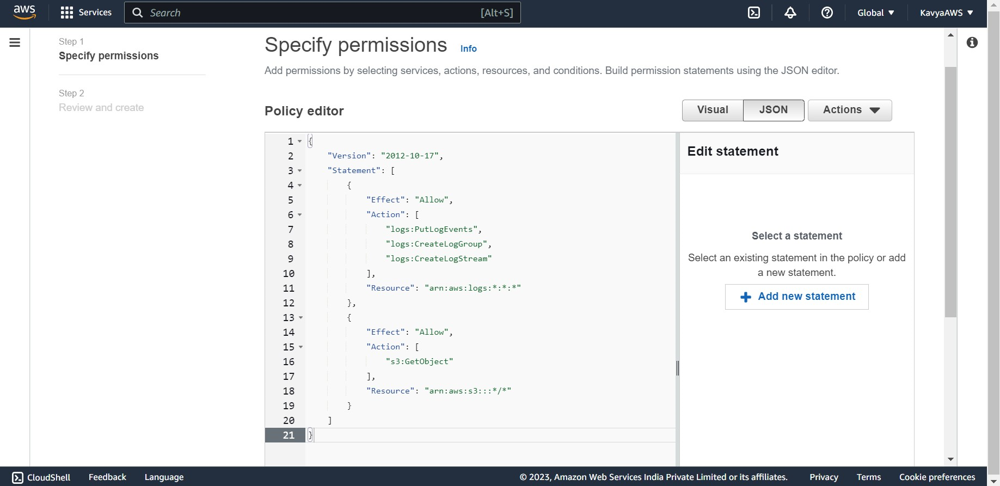 aws
Services
Search
[Alt+S]
Global
KavyaAWS
Step 1
Specify permissions
Step 2
Review and create
Specify permissions Info
Add permissions by selecting services, actions, resources, and conditions. Build permission statements using the JSON editor.
Policy editor
Visual
JSON
Actions
1 {
2 "Version": "2012-10-17",
3 "Statement": [
4 {
5 "Effect": "Allow",
6 "Action": [
7 "logs:PutLogEvents",
8 "logs:CreateLogGroup",
9 "logs:CreateLogStream"
10 ],
11 "Resource": "arn:aws:logs:*:*:*"
12 },
13 {
14 "Effect": "Allow",
15 "Action": [
16 "s3:GetObject"
17 ],
18 "Resource": "arn:aws:s3:::*/*"
19 }
20 ]
21 }
Edit statement
Select a statement
Select an existing statement in the policy or add
a new statement.
Add new statement
CloudShell
Feedback
Language
© 2023, Amazon Web Services India Private Limited or its affiliates.
Privacy
Terms
Cookie preferences